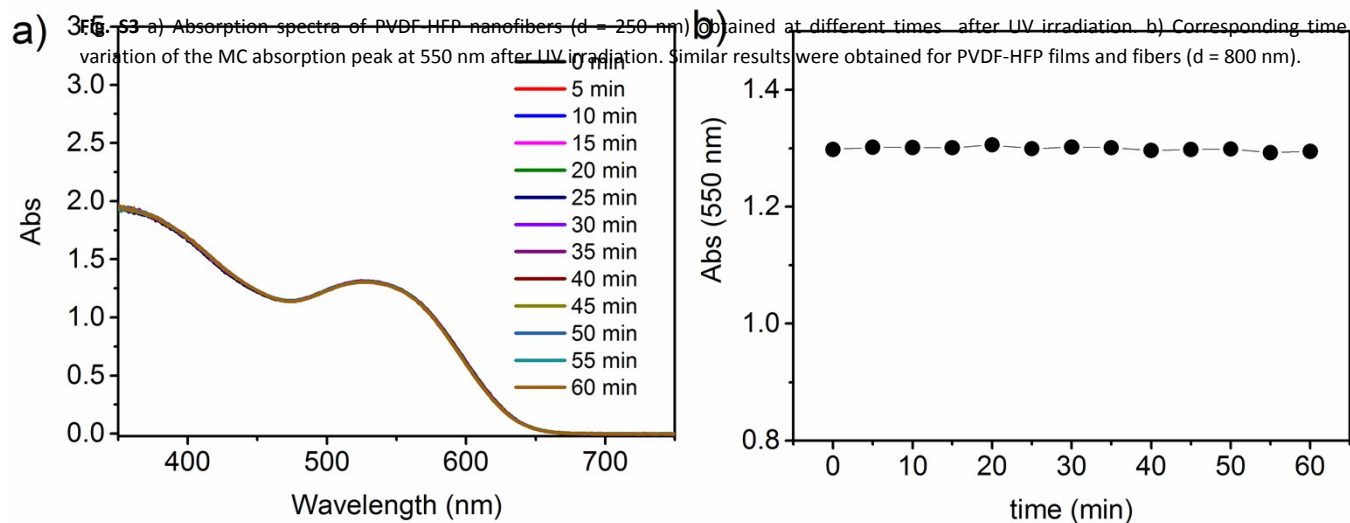 Fig. S3 a) Absorption spectra of PVDF-HFP nanofibers (d = 250 nm) obtained at different times after UV irradiation. b) Corresponding time
variation of the MC absorption peak at 550 nm after UV irradiation. Similar results were obtained for PVDF-HFP films and fibers (d = 800 nm).
a)
3.5
3.0
2.5
2.0
1.5
1.0
0.5
0.0
Abs
400
500
600
700
Wavelength (nm)
0 min
5 min
10 min
15 min
20 min
25 min
30 min
35 min
40 min
45 min
50 min
55 min
60 min
b)
1.4
1.2
1.0
0.8
Abs (550 nm)
0
10
20
30
40
50
60
time (min)